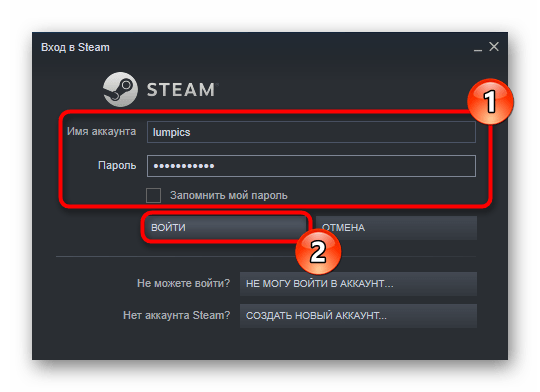 Вход в Steam
STEAM
1
Имя аккаунта lumpics
Пароль •••••••••••
Запомнить мой пароль
ВОЙТИ ОТМЕНА
2
Не можете войти? НЕ МОГУ ВОЙТИ В АККАУНТ...
Нет аккаунта Steam? СОЗДАТЬ НОВЫЙ АККАУНТ...